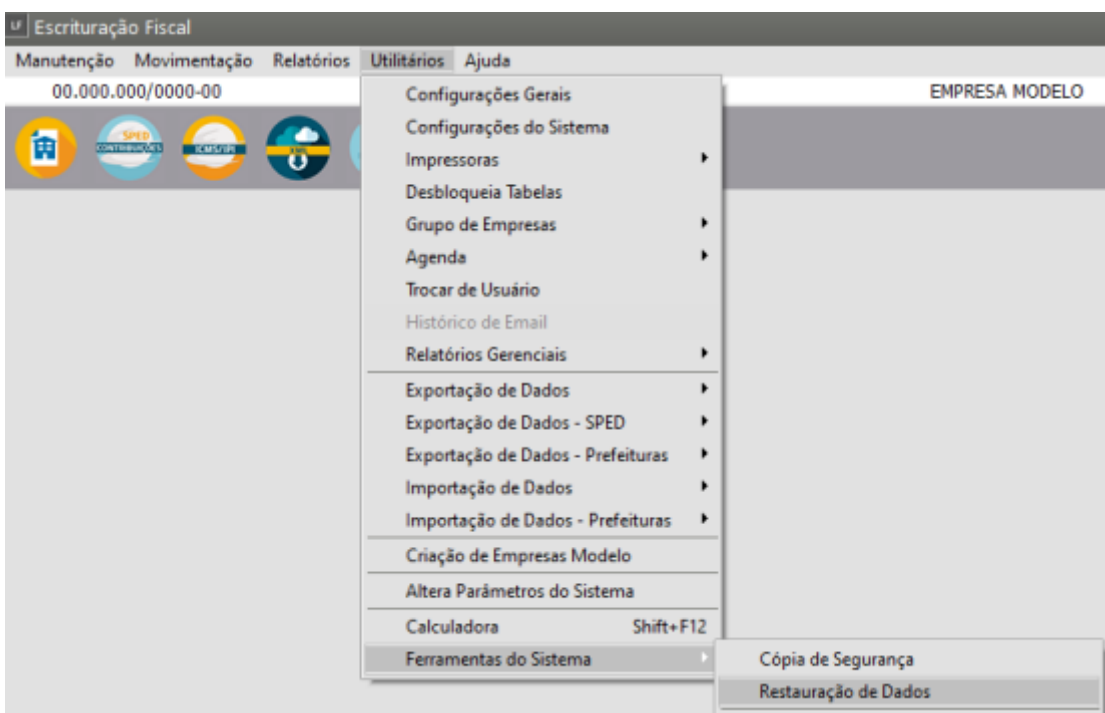 LF Escrituração Fiscal
Manutenção Movimentação Relatórios Utilitários Ajuda
00.000.000/0000-00 EMPRESA MODELO
SPED
CONTRIBUIÇÕES
ICMS/IPI
XML
Configurações Gerais
Configurações do Sistema
Impressoras
Desbloqueia Tabelas
Grupo de Empresas
Agenda
Trocar de Usuário
Histórico de Email
Relatórios Gerenciais
Exportação de Dados
Exportação de Dados - SPED
Exportação de Dados - Prefeituras
Importação de Dados
Importação de Dados - Prefeituras
Criação de Empresas Modelo
Altera Parâmetros do Sistema
Calculadora Shift+F12
Ferramentas do Sistema
Cópia de Segurança
Restauração de Dados